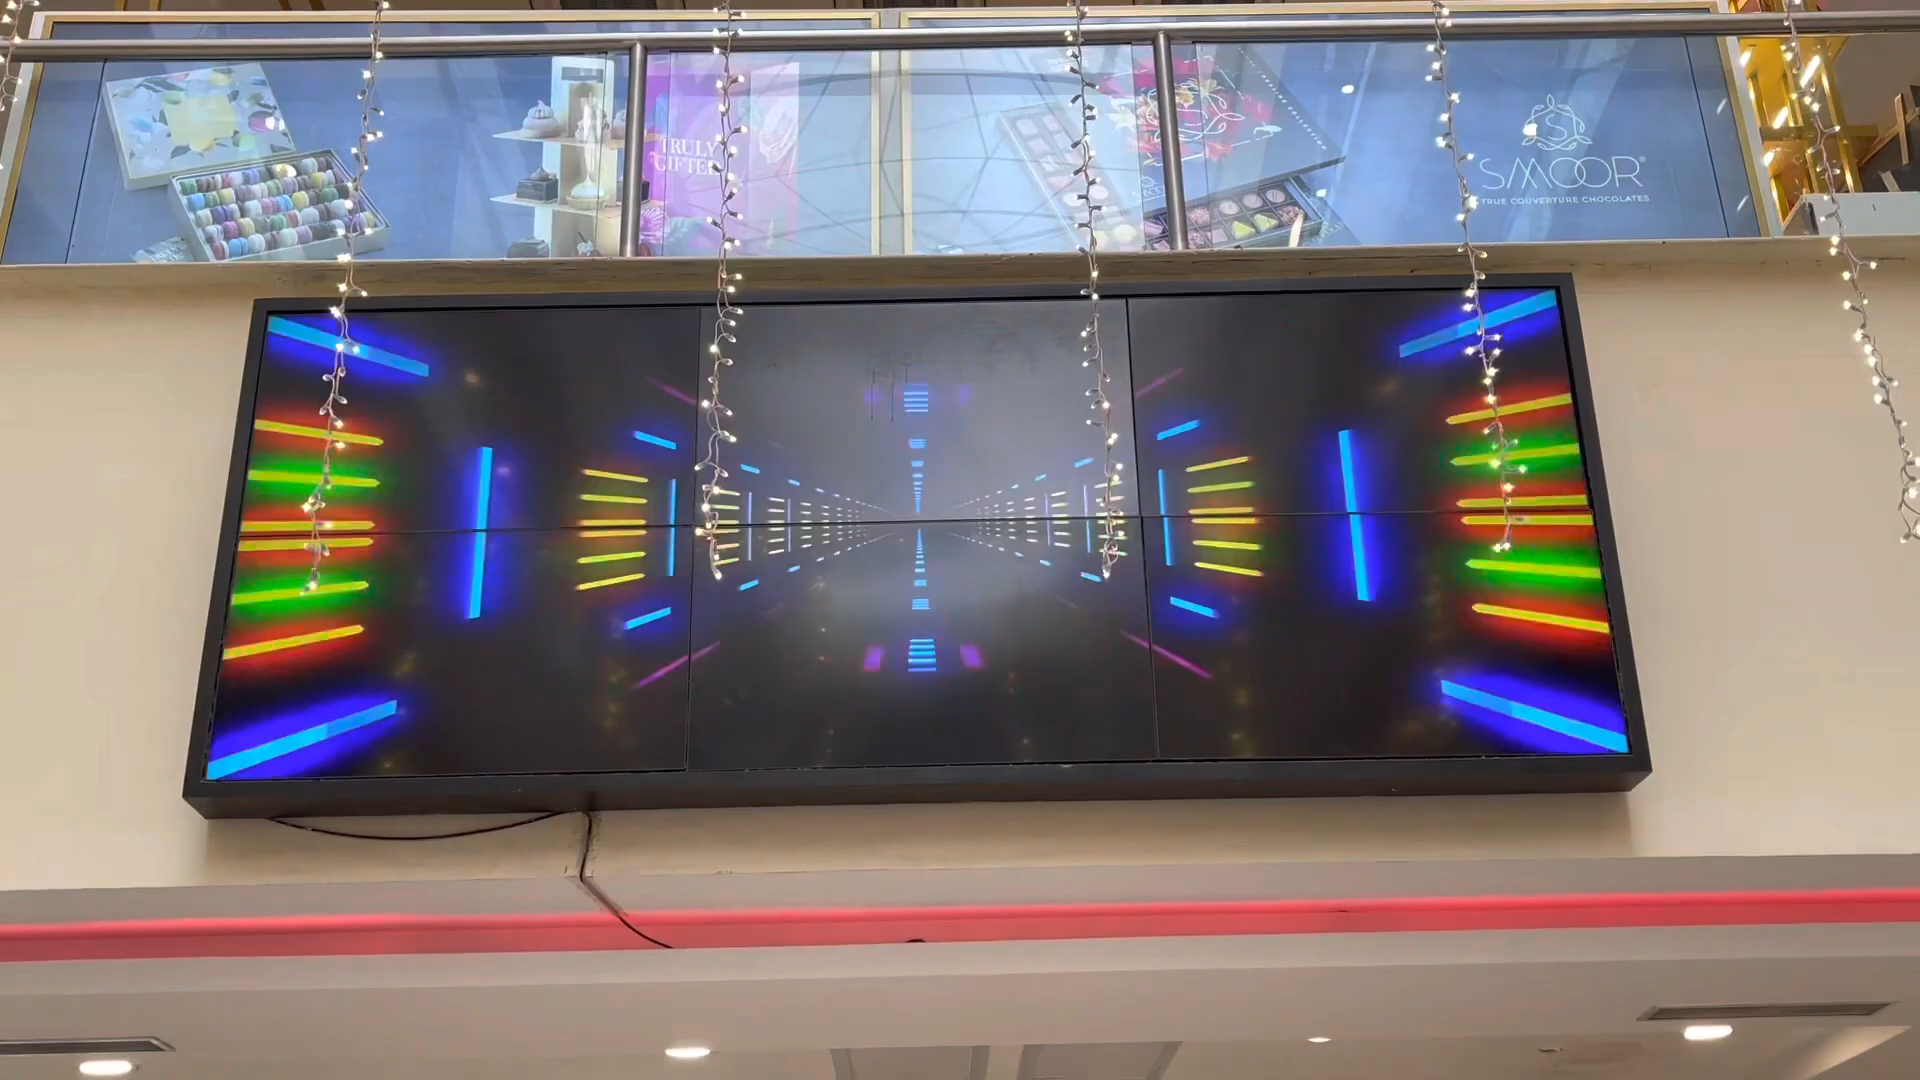 TRULY
GIFTED
SMOOR®
TRUE COUVERTURE CHOCOLATES